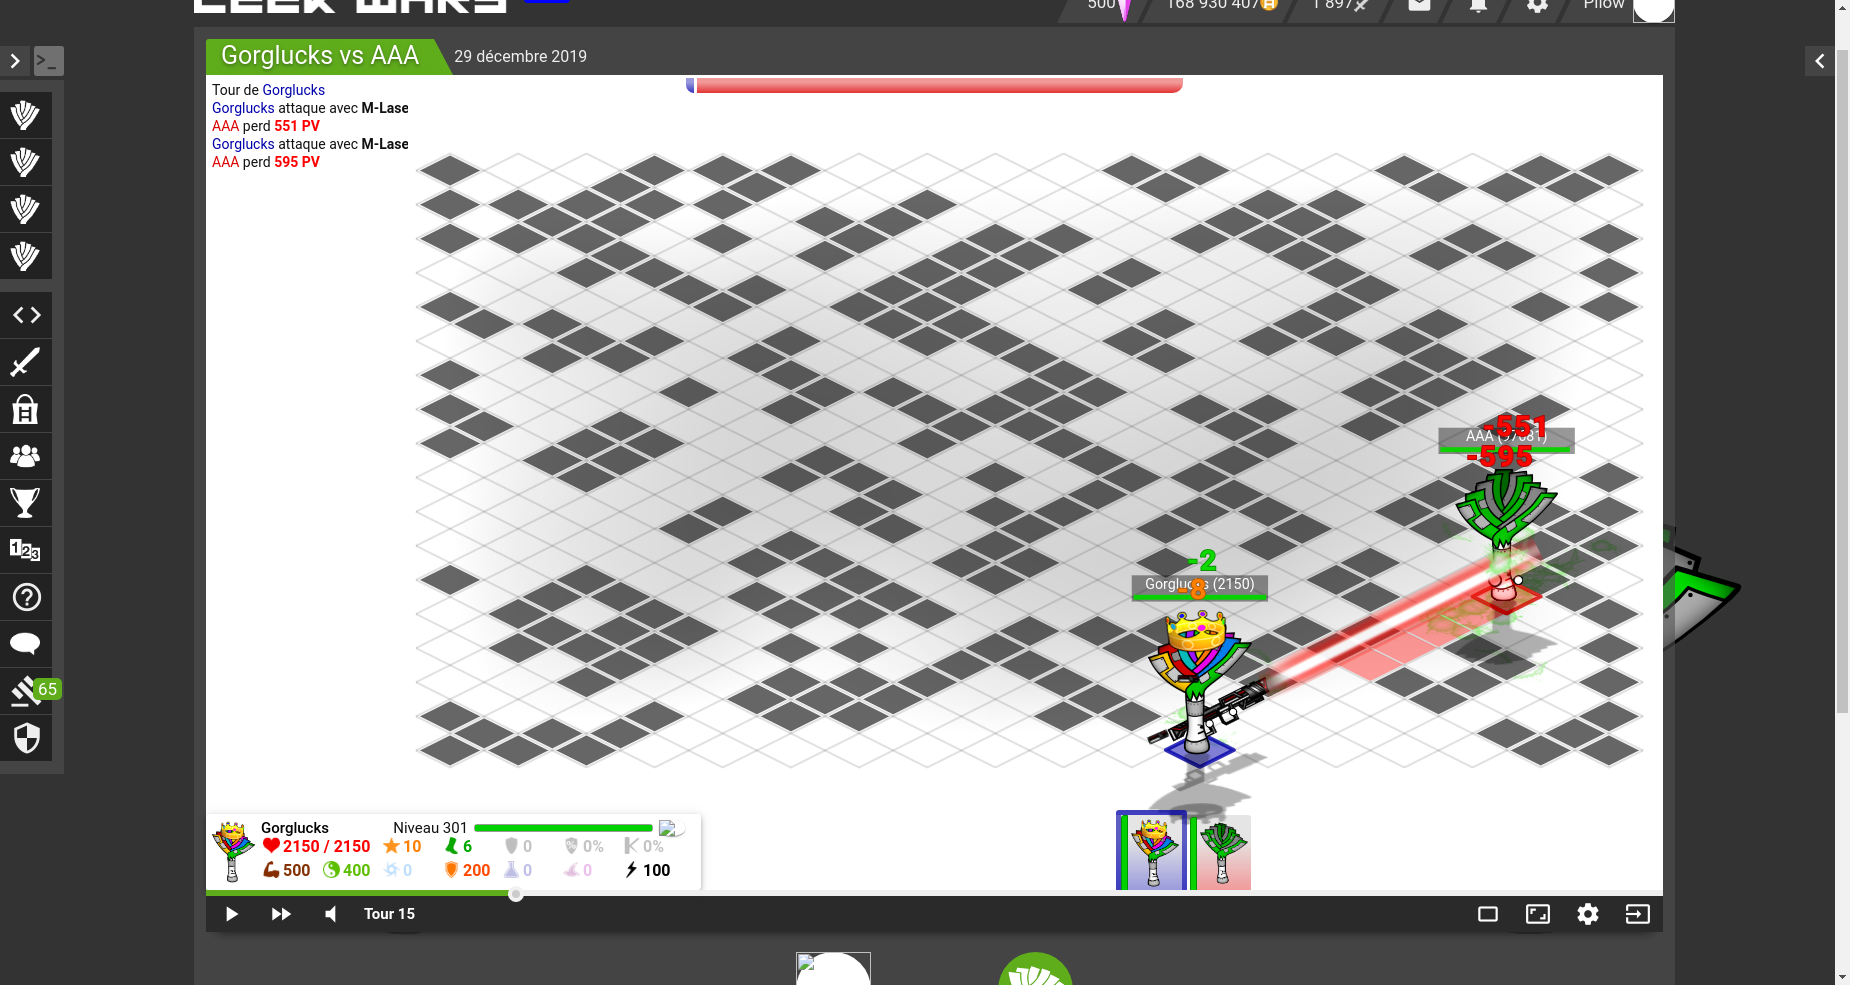 LEEK WARS
500
168 930 407
1 897
Pilow
Gorglucks vs AAA
29 décembre 2019
Tour de Gorglucks
Gorglucks attaque avec M-Lase
AAA perd 551 PV
Gorglucks attaque avec M-Lase
AAA perd 595 PV
-551
-595
-2
Gorglucks (2150)
-8
65
Gorglucks
Niveau 301
2150 / 2150
10
6
0
0%
0%
500
400
0
200
0
0
100
Tour 15